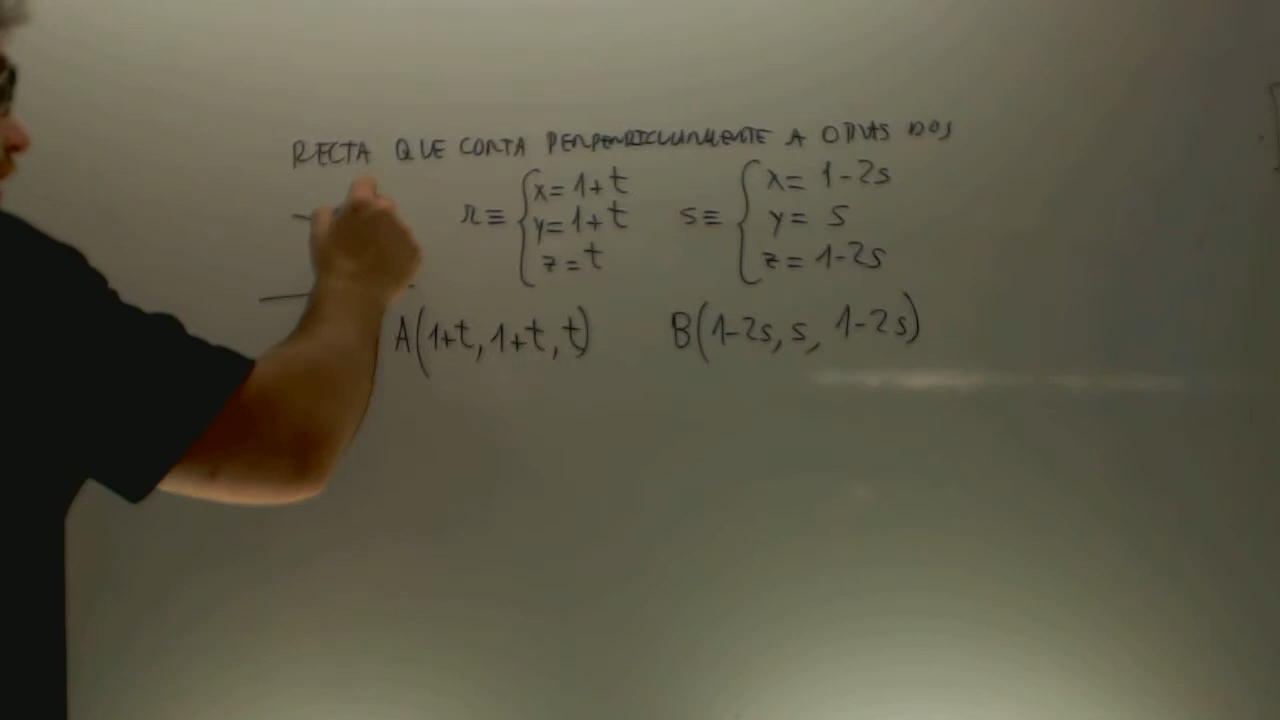 RECTA QUE CORTA PERPENDICULARMENTE A OTRAS DOS
r≡ { x= 1+t s≡ { x= 1-2s
y= 1+t y= s
z= t z= 1-2s
A(1+t, 1+t, t) B(1-2s, s, 1-2s)